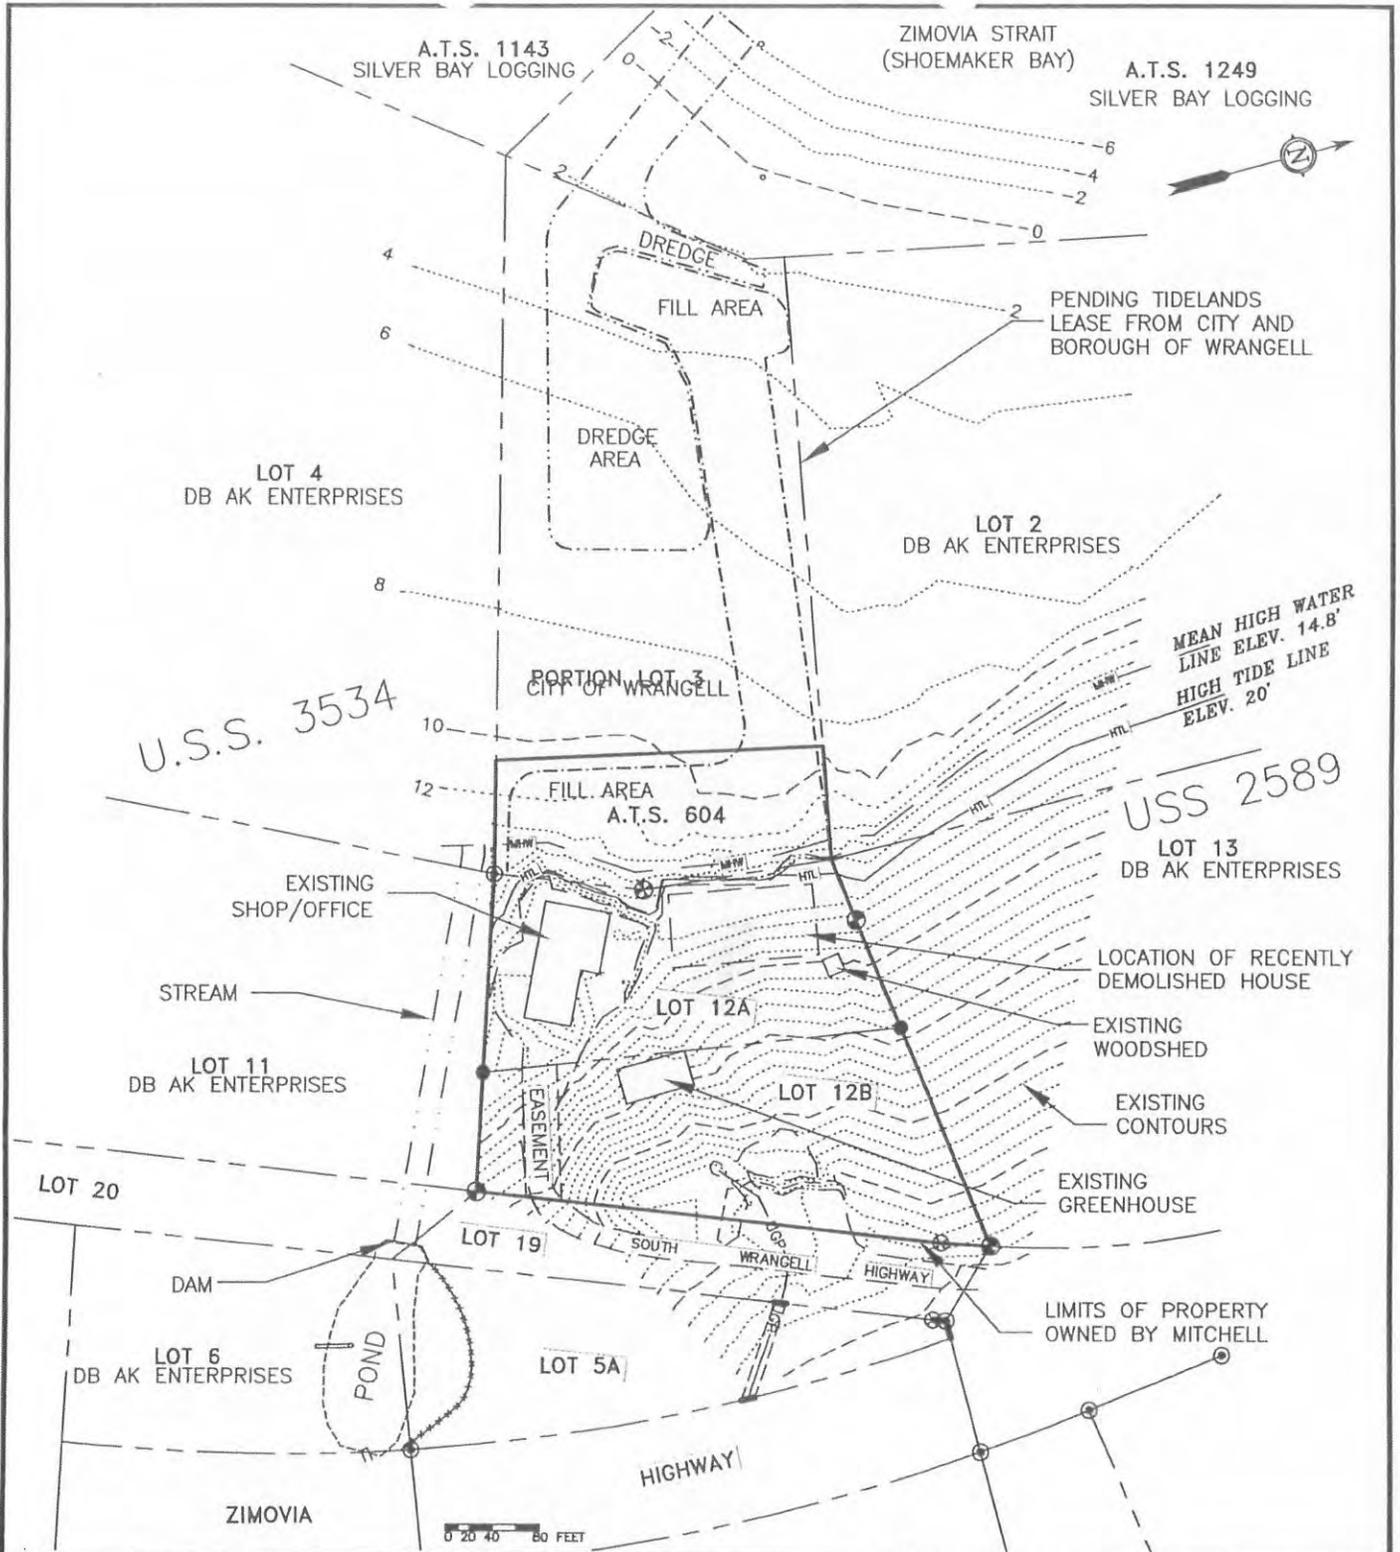 ZIMOVIA STRAIT
(SHOEMAKER BAY)
A.T.S. 1143
SILVER BAY LOGGING
A.T.S. 1249
SILVER BAY LOGGING
N
-2
0
-6
-4
-2
0
2
DREDGE
4
FILL AREA
2
PENDING TIDELANDS
LEASE FROM CITY AND
BOROUGH OF WRANGELL
6
DREDGE
AREA
LOT 4
DB AK ENTERPRISES
LOT 2
DB AK ENTERPRISES
8
MEAN HIGH WATER
LINE ELEV. 14.8'
HIGH TIDE LINE
ELEV. 20'
MHW
HTL
PORTION LOT 3
CITY OF WRANGELL
U.S.S. 3534
10
12
FILL AREA
A.T.S. 604
HTL
USS 2589
LOT 13
DB AK ENTERPRISES
MHW
MHW
HTL
HTL
EXISTING
SHOP/OFFICE
LOCATION OF RECENTLY
DEMOLISHED HOUSE
STREAM
LOT 12A
EXISTING
WOODSHED
LOT 11
DB AK ENTERPRISES
EASEMENT
LOT 12B
EXISTING
CONTOURS
EXISTING
GREENHOUSE
LOT 20
LOT 19
SOUTH
WRANGELL
HIGHWAY
DAM
LIMITS OF PROPERTY
OWNED BY MITCHELL
LOT 6
DB AK ENTERPRISES
POND
LOT 5A
HIGHWAY
ZIMOVIA
0 20 40 80 FEET